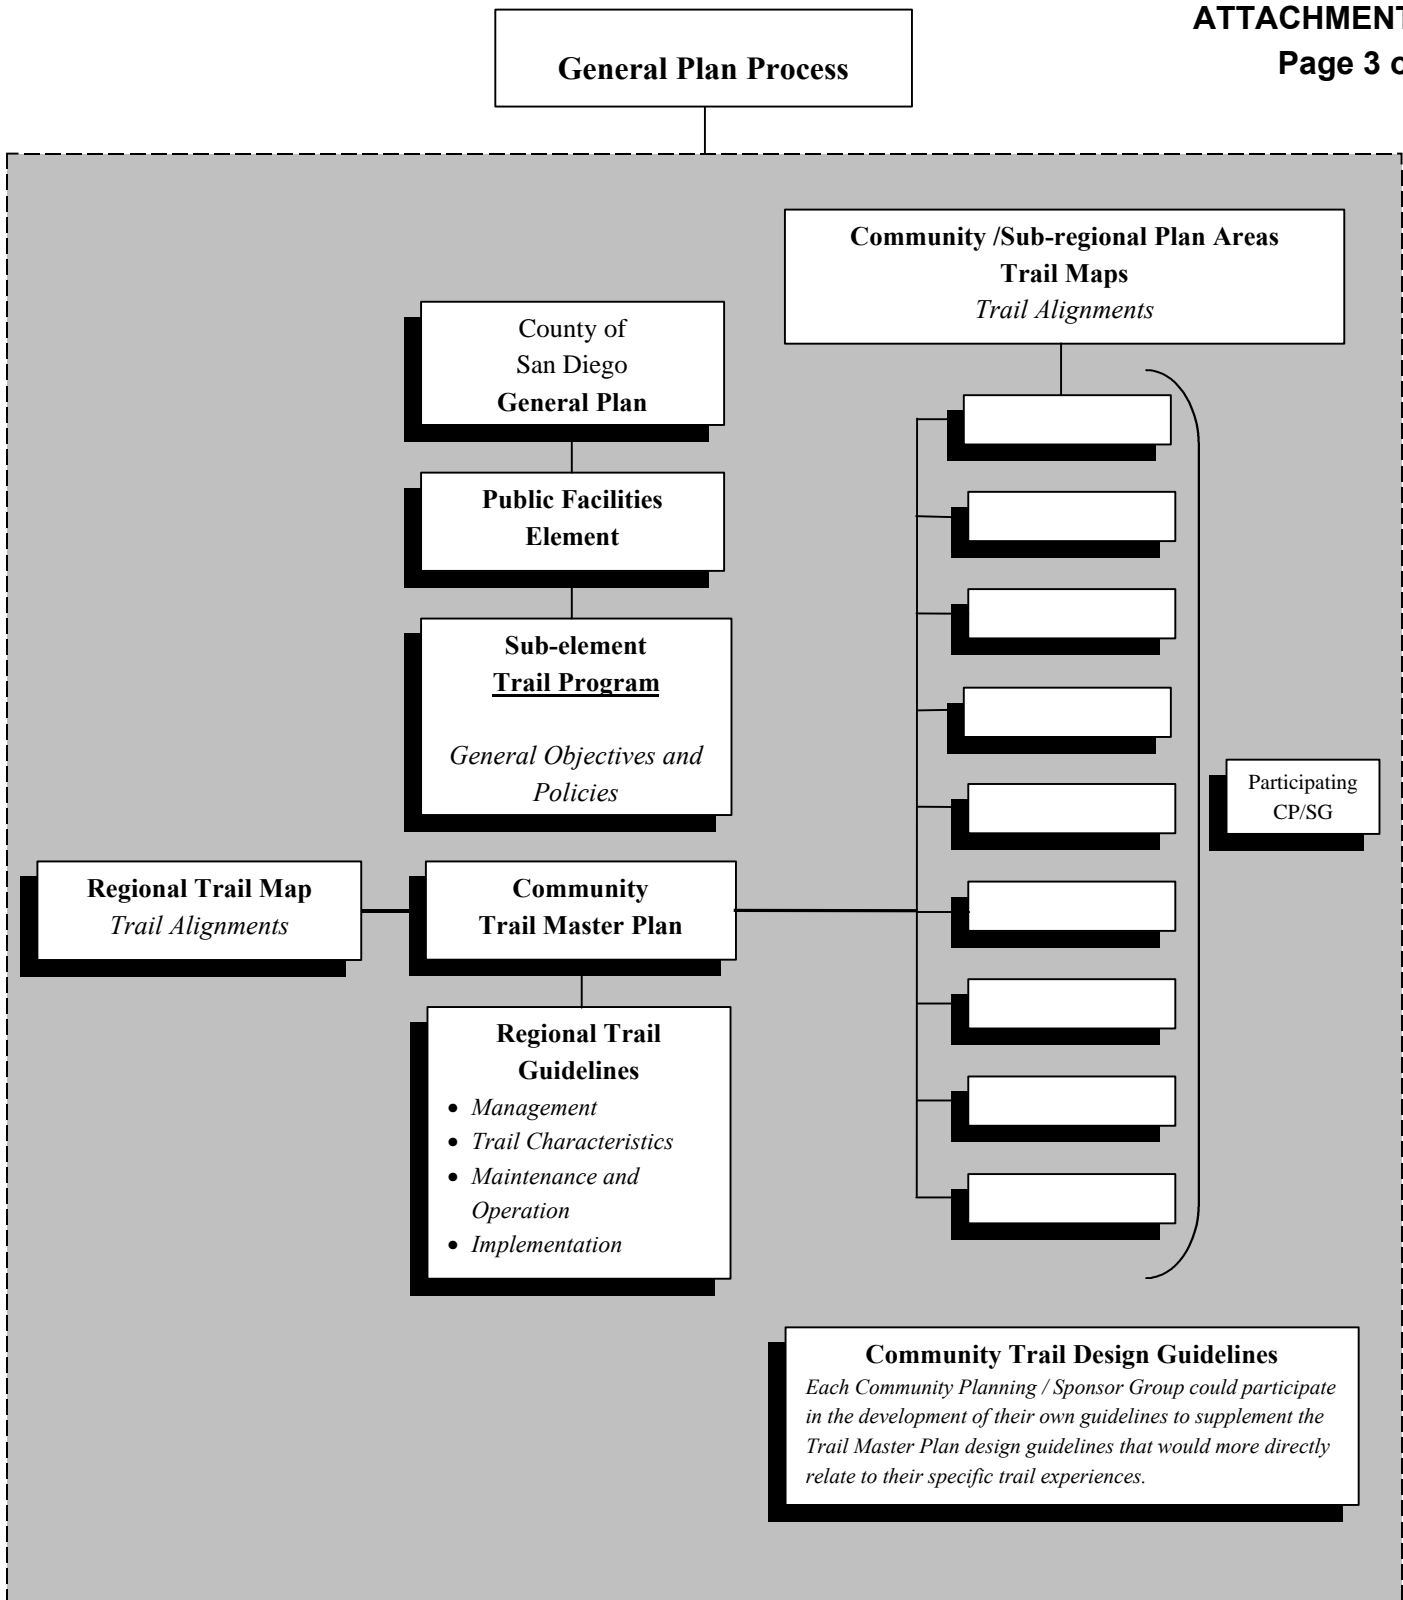 ATTACHMENT
Page 3 o
General Plan Process
Community /Sub-regional Plan Areas
Trail Maps
Trail Alignments
County of
San Diego
General Plan
Public Facilities
Element
Sub-element
Trail Program
General Objectives and
Policies
Participating
CP/SG
Regional Trail Map
Trail Alignments
Community
Trail Master Plan
Regional Trail
Guidelines
• Management
• Trail Characteristics
• Maintenance and
Operation
• Implementation
Community Trail Design Guidelines
Each Community Planning / Sponsor Group could participate
in the development of their own guidelines to supplement the
Trail Master Plan design guidelines that would more directly
relate to their specific trail experiences.